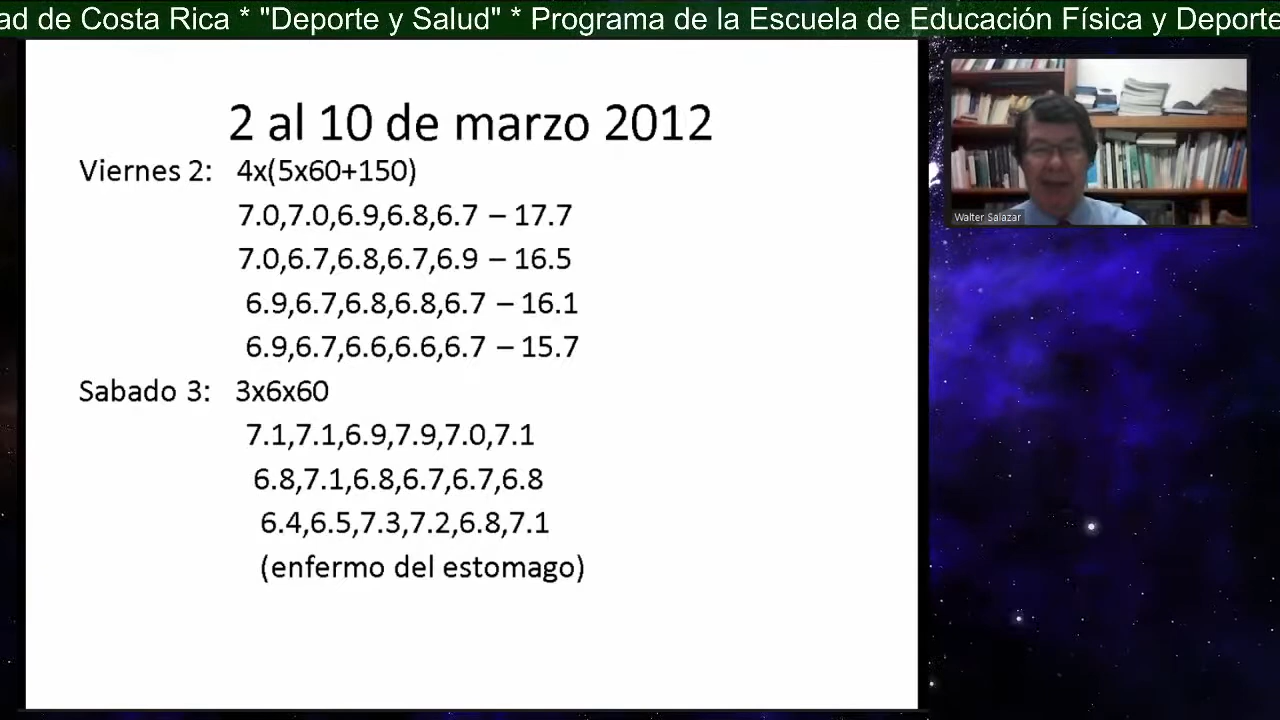 ad de Costa Rica * "Deporte y Salud" * Programa de la Escuela de Educación Física y Deporte
2 al 10 de marzo 2012
Viernes 2: 4x(5x60+150)
7.0,7.0,6.9,6.8,6.7 – 17.7
7.0,6.7,6.8,6.7,6.9 – 16.5
6.9,6.7,6.8,6.8,6.7 – 16.1
6.9,6.7,6.6,6.6,6.7 – 15.7
Sabado 3: 3x6x60
7.1,7.1,6.9,7.9,7.0,7.1
6.8,7.1,6.8,6.7,6.7,6.8
6.4,6.5,7.3,7.2,6.8,7.1
(enfermo del estomago)
Walter Salazar